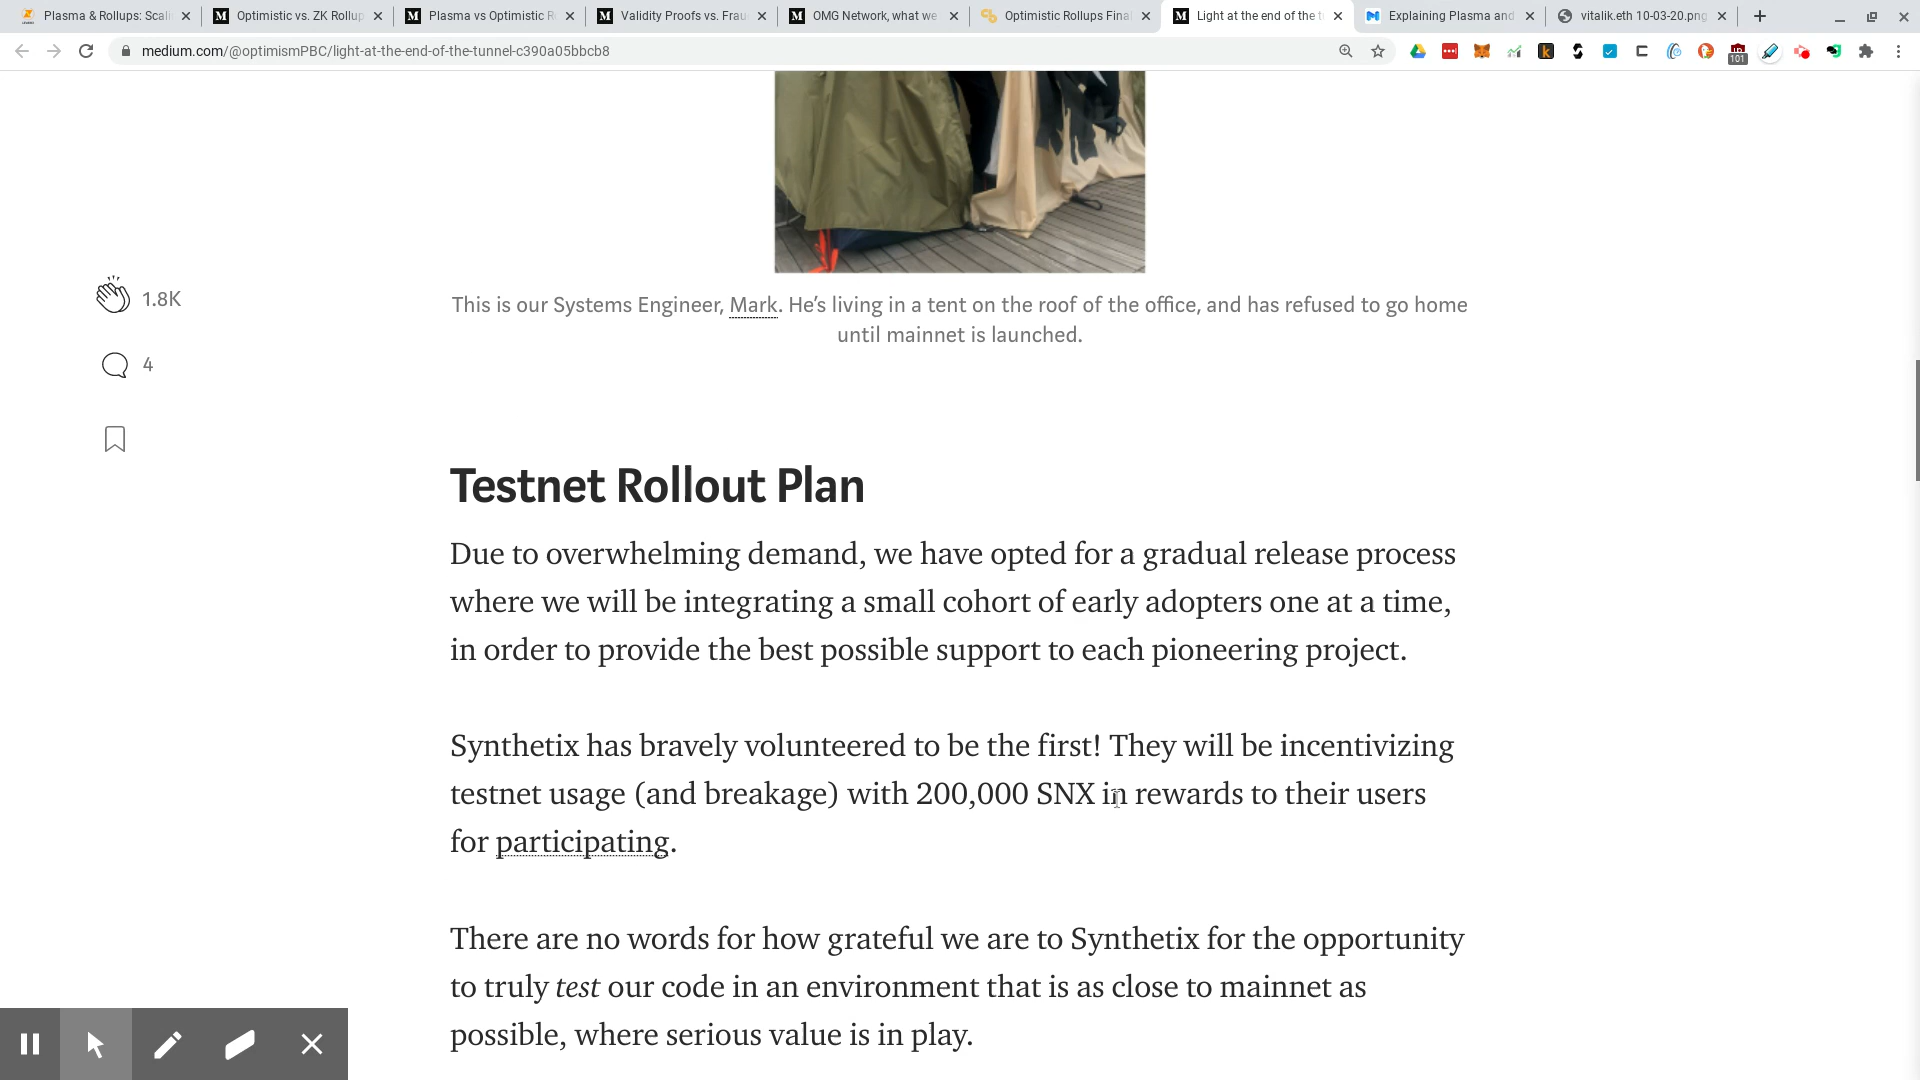 Plasma & Rollups: Scali
Optimistic vs. ZK Rollup
Plasma vs Optimistic R
Validity Proofs vs. Frau
OMG Network, what we
Optimistic Rollups Fina
Light at the end of the t
Explaining Plasma and
vitalik.eth 10-03-20.png
medium.com/@optimismPBC/light-at-the-end-of-the-tunnel-c390a05bbcb8
101
1.8K
This is our Systems Engineer, Mark. He’s living in a tent on the roof of the office, and has refused to go home
until mainnet is launched.
4
Testnet Rollout Plan
Due to overwhelming demand, we have opted for a gradual release process
where we will be integrating a small cohort of early adopters one at a time,
in order to provide the best possible support to each pioneering project.
Synthetix has bravely volunteered to be the first! They will be incentivizing
testnet usage (and breakage) with 200,000 SNX in rewards to their users
for participating.
There are no words for how grateful we are to Synthetix for the opportunity
to truly test our code in an environment that is as close to mainnet as
possible, where serious value is in play.